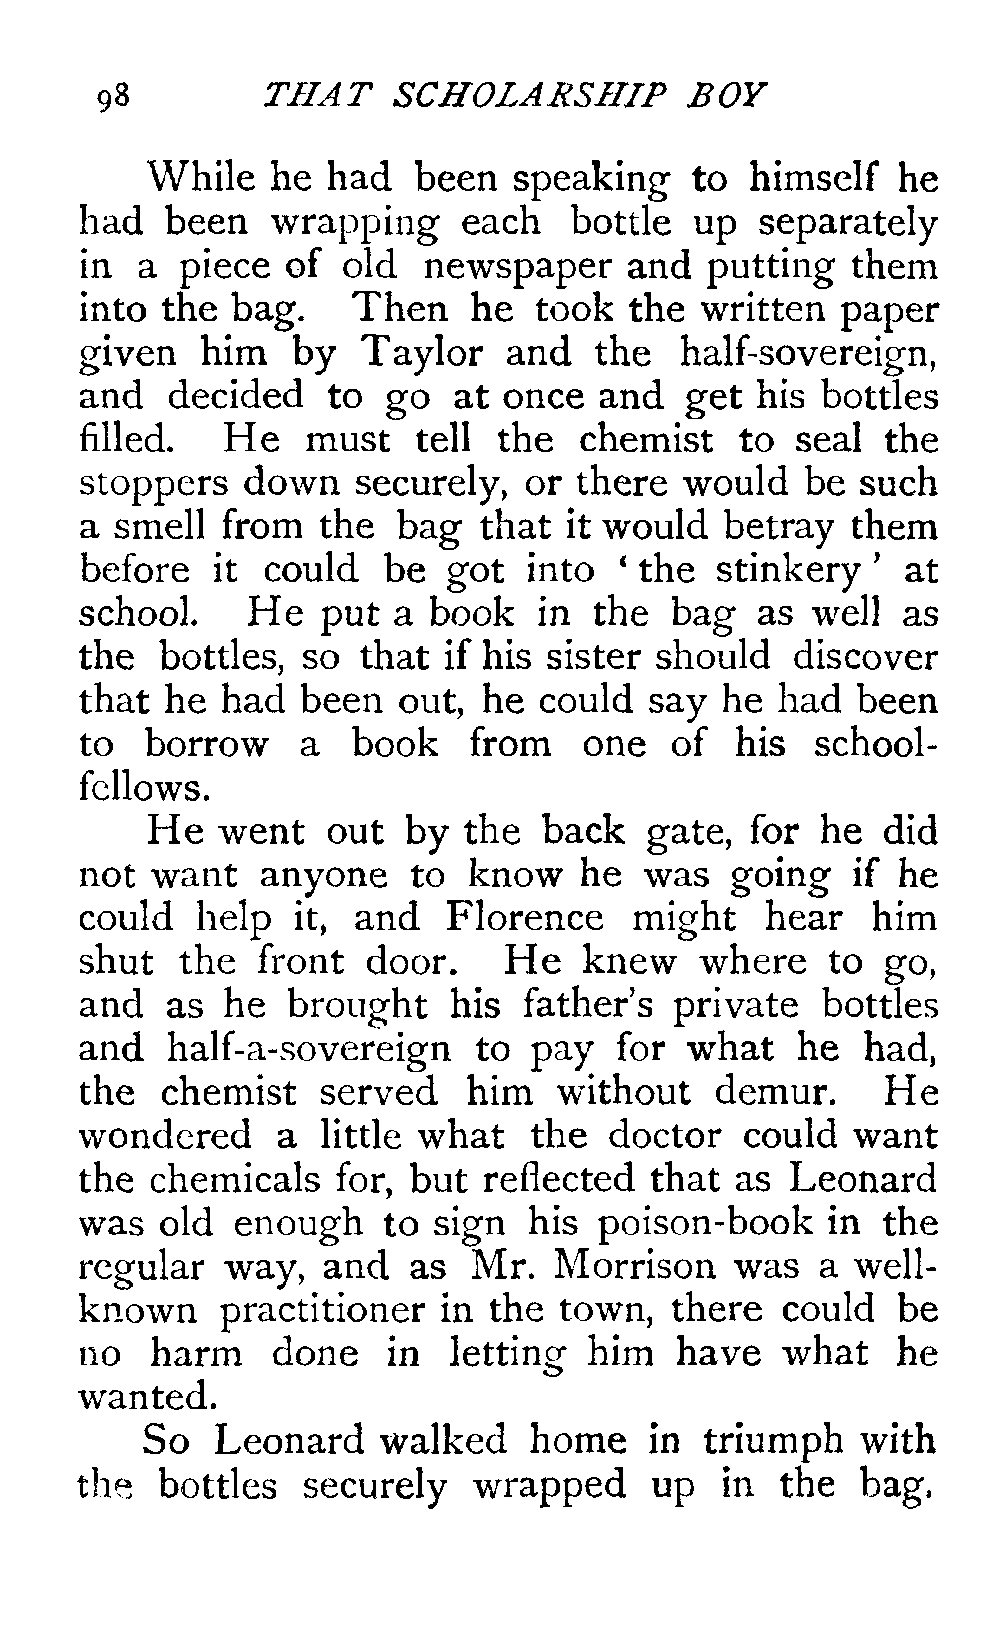 98 THAT SCHOLARSHIP BOY
While he had been speaking to himself he
had been wrapping each bottle up separately
in a piece of old newspaper and putting them
into the bag. Then he took the written paper
given him by Taylor and the half-sovereign,
and decided to go at once and get his bottles
filled. He must tell the chemist to seal the
stoppers down securely, or there would be such
a smell from the bag that it would betray them
before it could be got into ‘ the stinkery ’ at
school. He put a book in the bag as well as
the bottles, so that if his sister should discover
that he had been out, he could say he had been
to borrow a book from one of his school-
fellows.
He went out by the back gate, for he did
not want anyone to know he was going if he
could help it, and Florence might hear him
shut the front door. He knew where to go,
and as he brought his father's private bottles
and half-a-sovereign to pay for what he had,
the chemist served him without demur. He
wondered a little what the doctor could want
the chemicals for, but reflected that as Leonard
was old enough to sign his poison-book in the
regular way, and as Mr. Morrison was a well-
known practitioner in the town, there could be
no harm done in letting him have what he
wanted.
So Leonard walked home in triumph with
the bottles securely wrapped up in the bag.